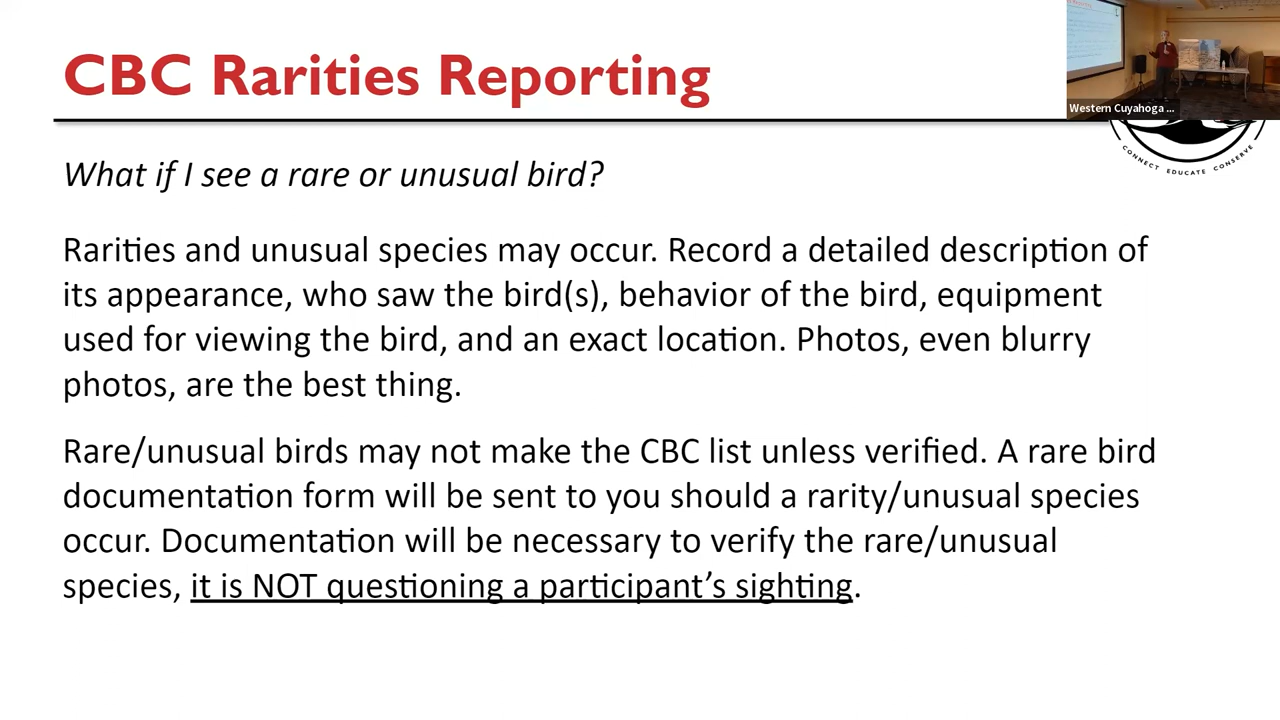 CBC Rarities Reporting
Western Cuyahoga ...
CONNECT EDUCATE CONSERVE
What if I see a rare or unusual bird?
Rarities and unusual species may occur. Record a detailed description of
its appearance, who saw the bird(s), behavior of the bird, equipment
used for viewing the bird, and an exact location. Photos, even blurry
photos, are the best thing.
Rare/unusual birds may not make the CBC list unless verified. A rare bird
documentation form will be sent to you should a rarity/unusual species
occur. Documentation will be necessary to verify the rare/unusual
species, it is NOT questioning a participant’s sighting.